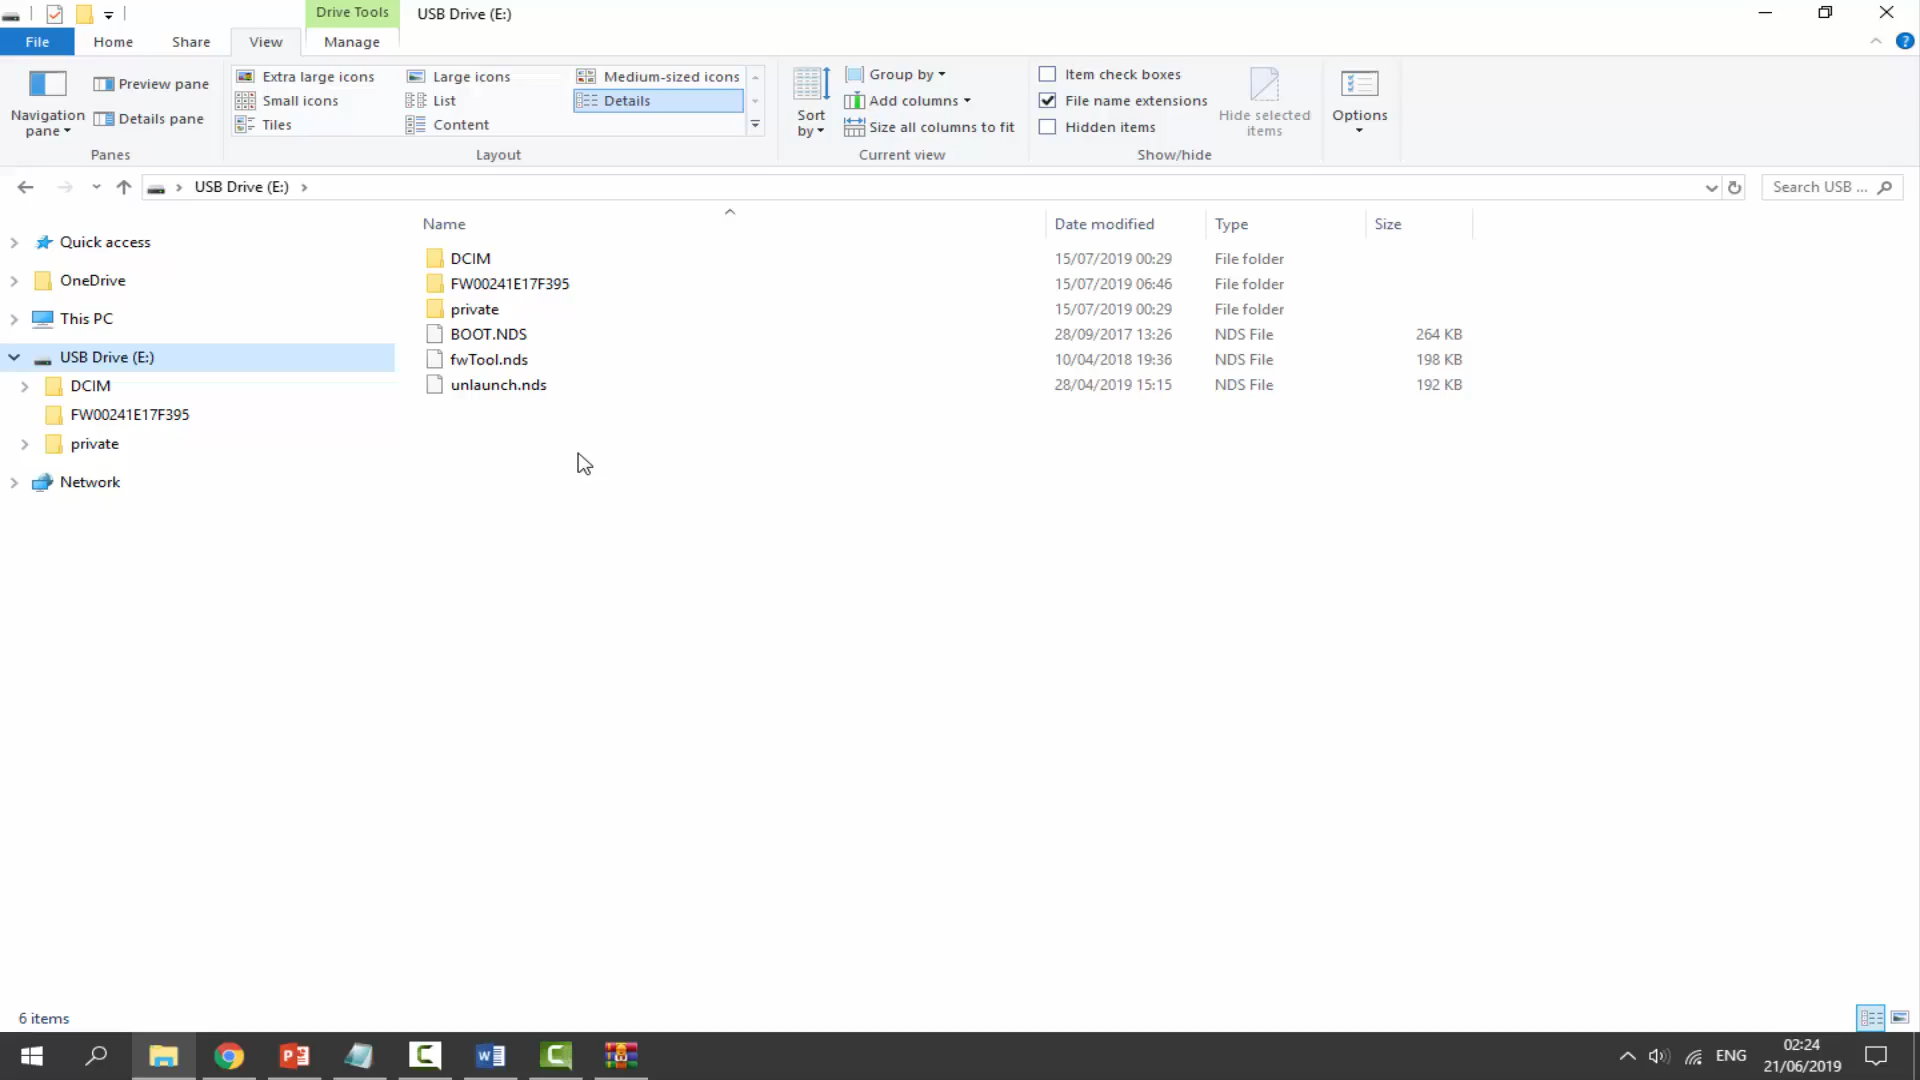 Drive Tools USB Drive (E:)
File Home Share View Manage
Navigation pane
Preview pane
Details pane
Panes
Extra large icons Large icons Medium-sized icons
Small icons List Details
Tiles Content
Layout
Sort by
Group by
Add columns
Size all columns to fit
Current view
Item check boxes
File name extensions
Hidden items
Hide selected items
Show/hide
Options
USB Drive (E:)
Search USB ...
Quick access
OneDrive
This PC
USB Drive (E:)
DCIM
FW00241E17F395
private
Network
Name Date modified Type Size
DCIM 15/07/2019 00:29 File folder
FW00241E17F395 15/07/2019 06:46 File folder
private 15/07/2019 00:29 File folder
BOOT.NDS 28/09/2017 13:26 NDS File 264 KB
fwTool.nds 10/04/2018 19:36 NDS File 198 KB
unlaunch.nds 28/04/2019 15:15 NDS File 192 KB
6 items
ENG
02:24
21/06/2019